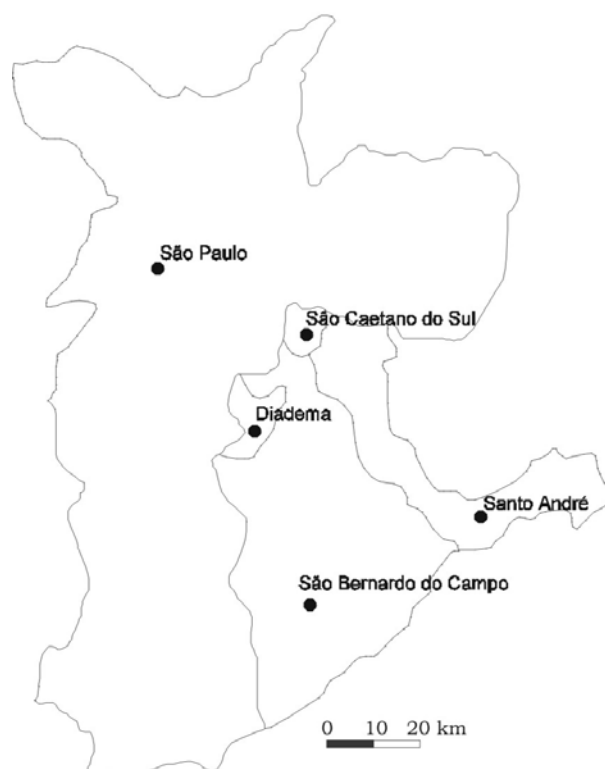 São Paulo
São Caetano do Sul
Diadema
Santo André
São Bernardo do Campo
0 10 20 km